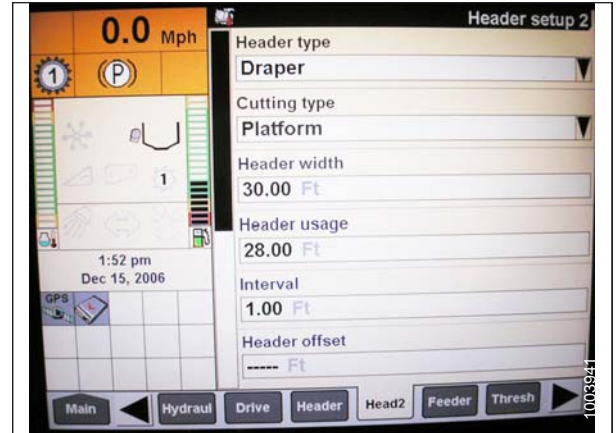 0.0 Mph
Header setup 2
1
(P)
Header type
Draper
Cutting type
Platform
Header width
30.00 Ft
1
Header usage
28.00 Ft
1:52 pm
Dec 15, 2006
Interval
1.00 Ft
GPS
Header offset
----- Ft
Main
Hydraul
Drive
Header
Head2
Feeder
Thresh
1003941